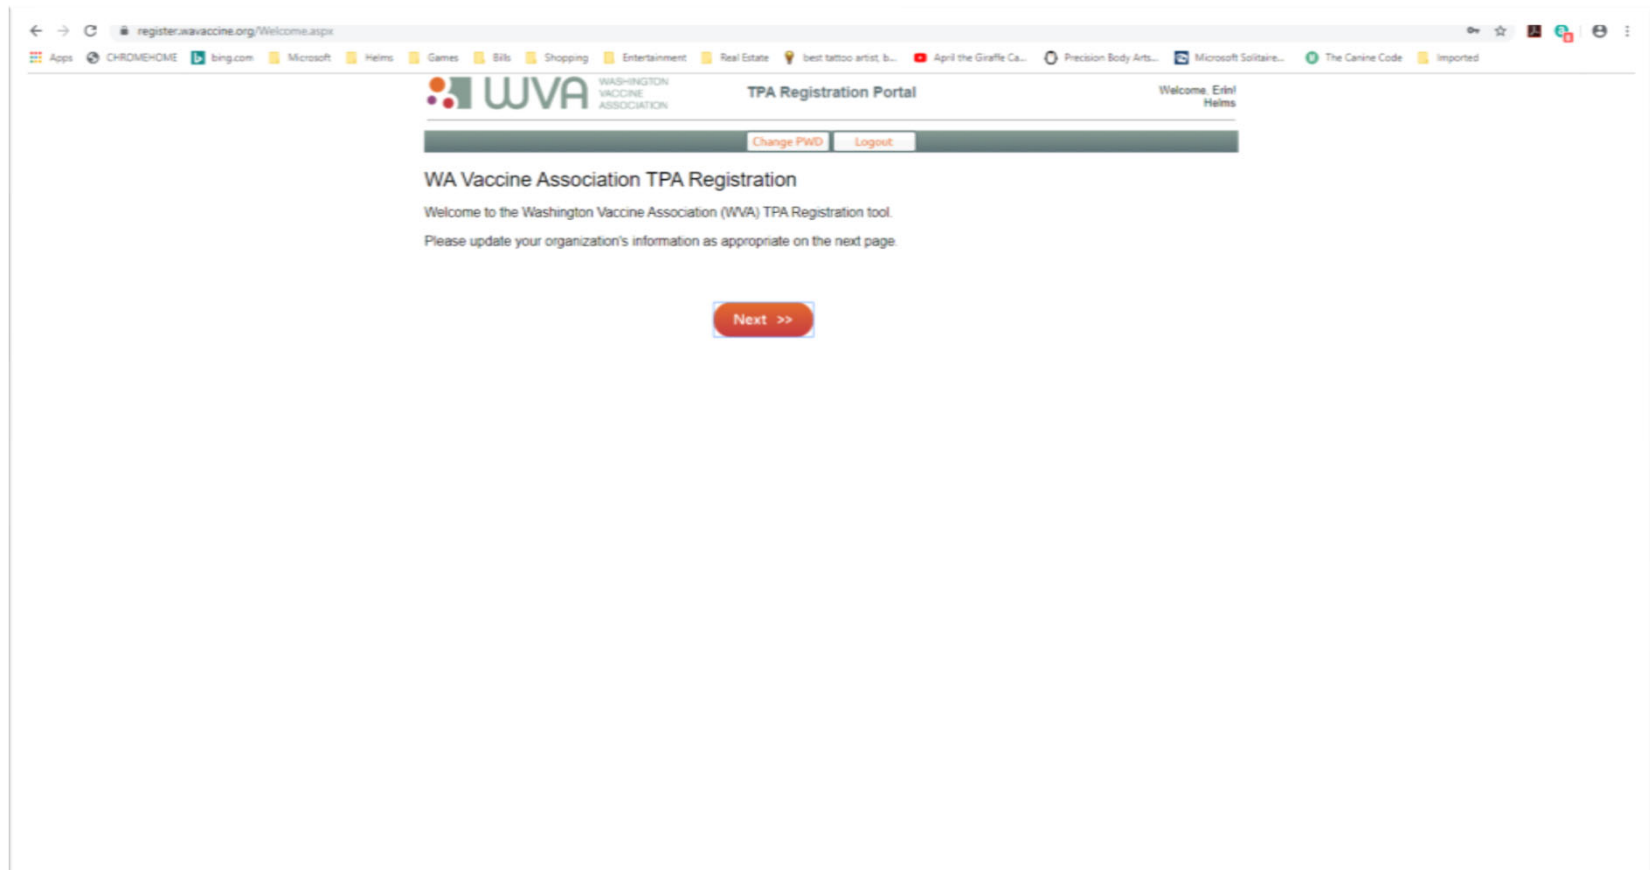 register.wavaccine.org/Welcome.aspx
Apps CHROMEHOME bing.com Microsoft Helms Games Bills Shopping Entertainment Real Estate best tattoo artist, b... April the Giraffe Ca... Precision Body Arts... Microsoft Solitaire... The Canine Code Imported
WVA
WASHINGTON
VACCINE
ASSOCIATION
TPA Registration Portal
Welcome, Erin!
Helms
Change PWD Logout
WA Vaccine Association TPA Registration
Welcome to the Washington Vaccine Association (WVA) TPA Registration tool.
Please update your organization's information as appropriate on the next page.
Next >>